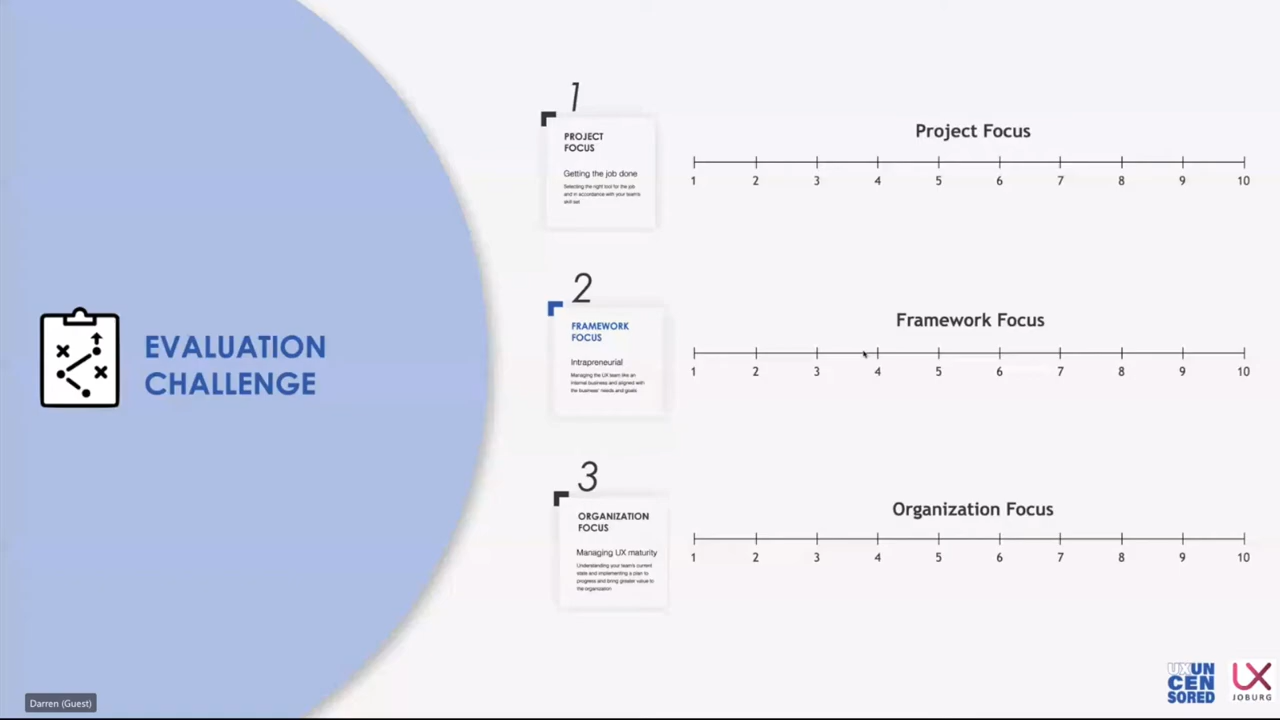 EVALUATION
CHALLENGE
1
PROJECT
FOCUS
Getting the job done
Selecting the right tool for the job
and in accordance with your team's
skill set
Project Focus
1 2 3 4 5 6 7 8 9 10
2
FRAMEWORK
FOCUS
Intrapreneurial
Managing the UX team like an
internal business and aligned with
the business' needs and goals
Framework Focus
1 2 3 4 5 6 7 8 9 10
3
ORGANIZATION
FOCUS
Managing UX maturity
Understanding your team's current
state and implementing a plan to
progress and bring greater value to
the organization
Organization Focus
1 2 3 4 5 6 7 8 9 10
Darren (Guest)
UXUN
CEN
SORED
UX
JOBURG